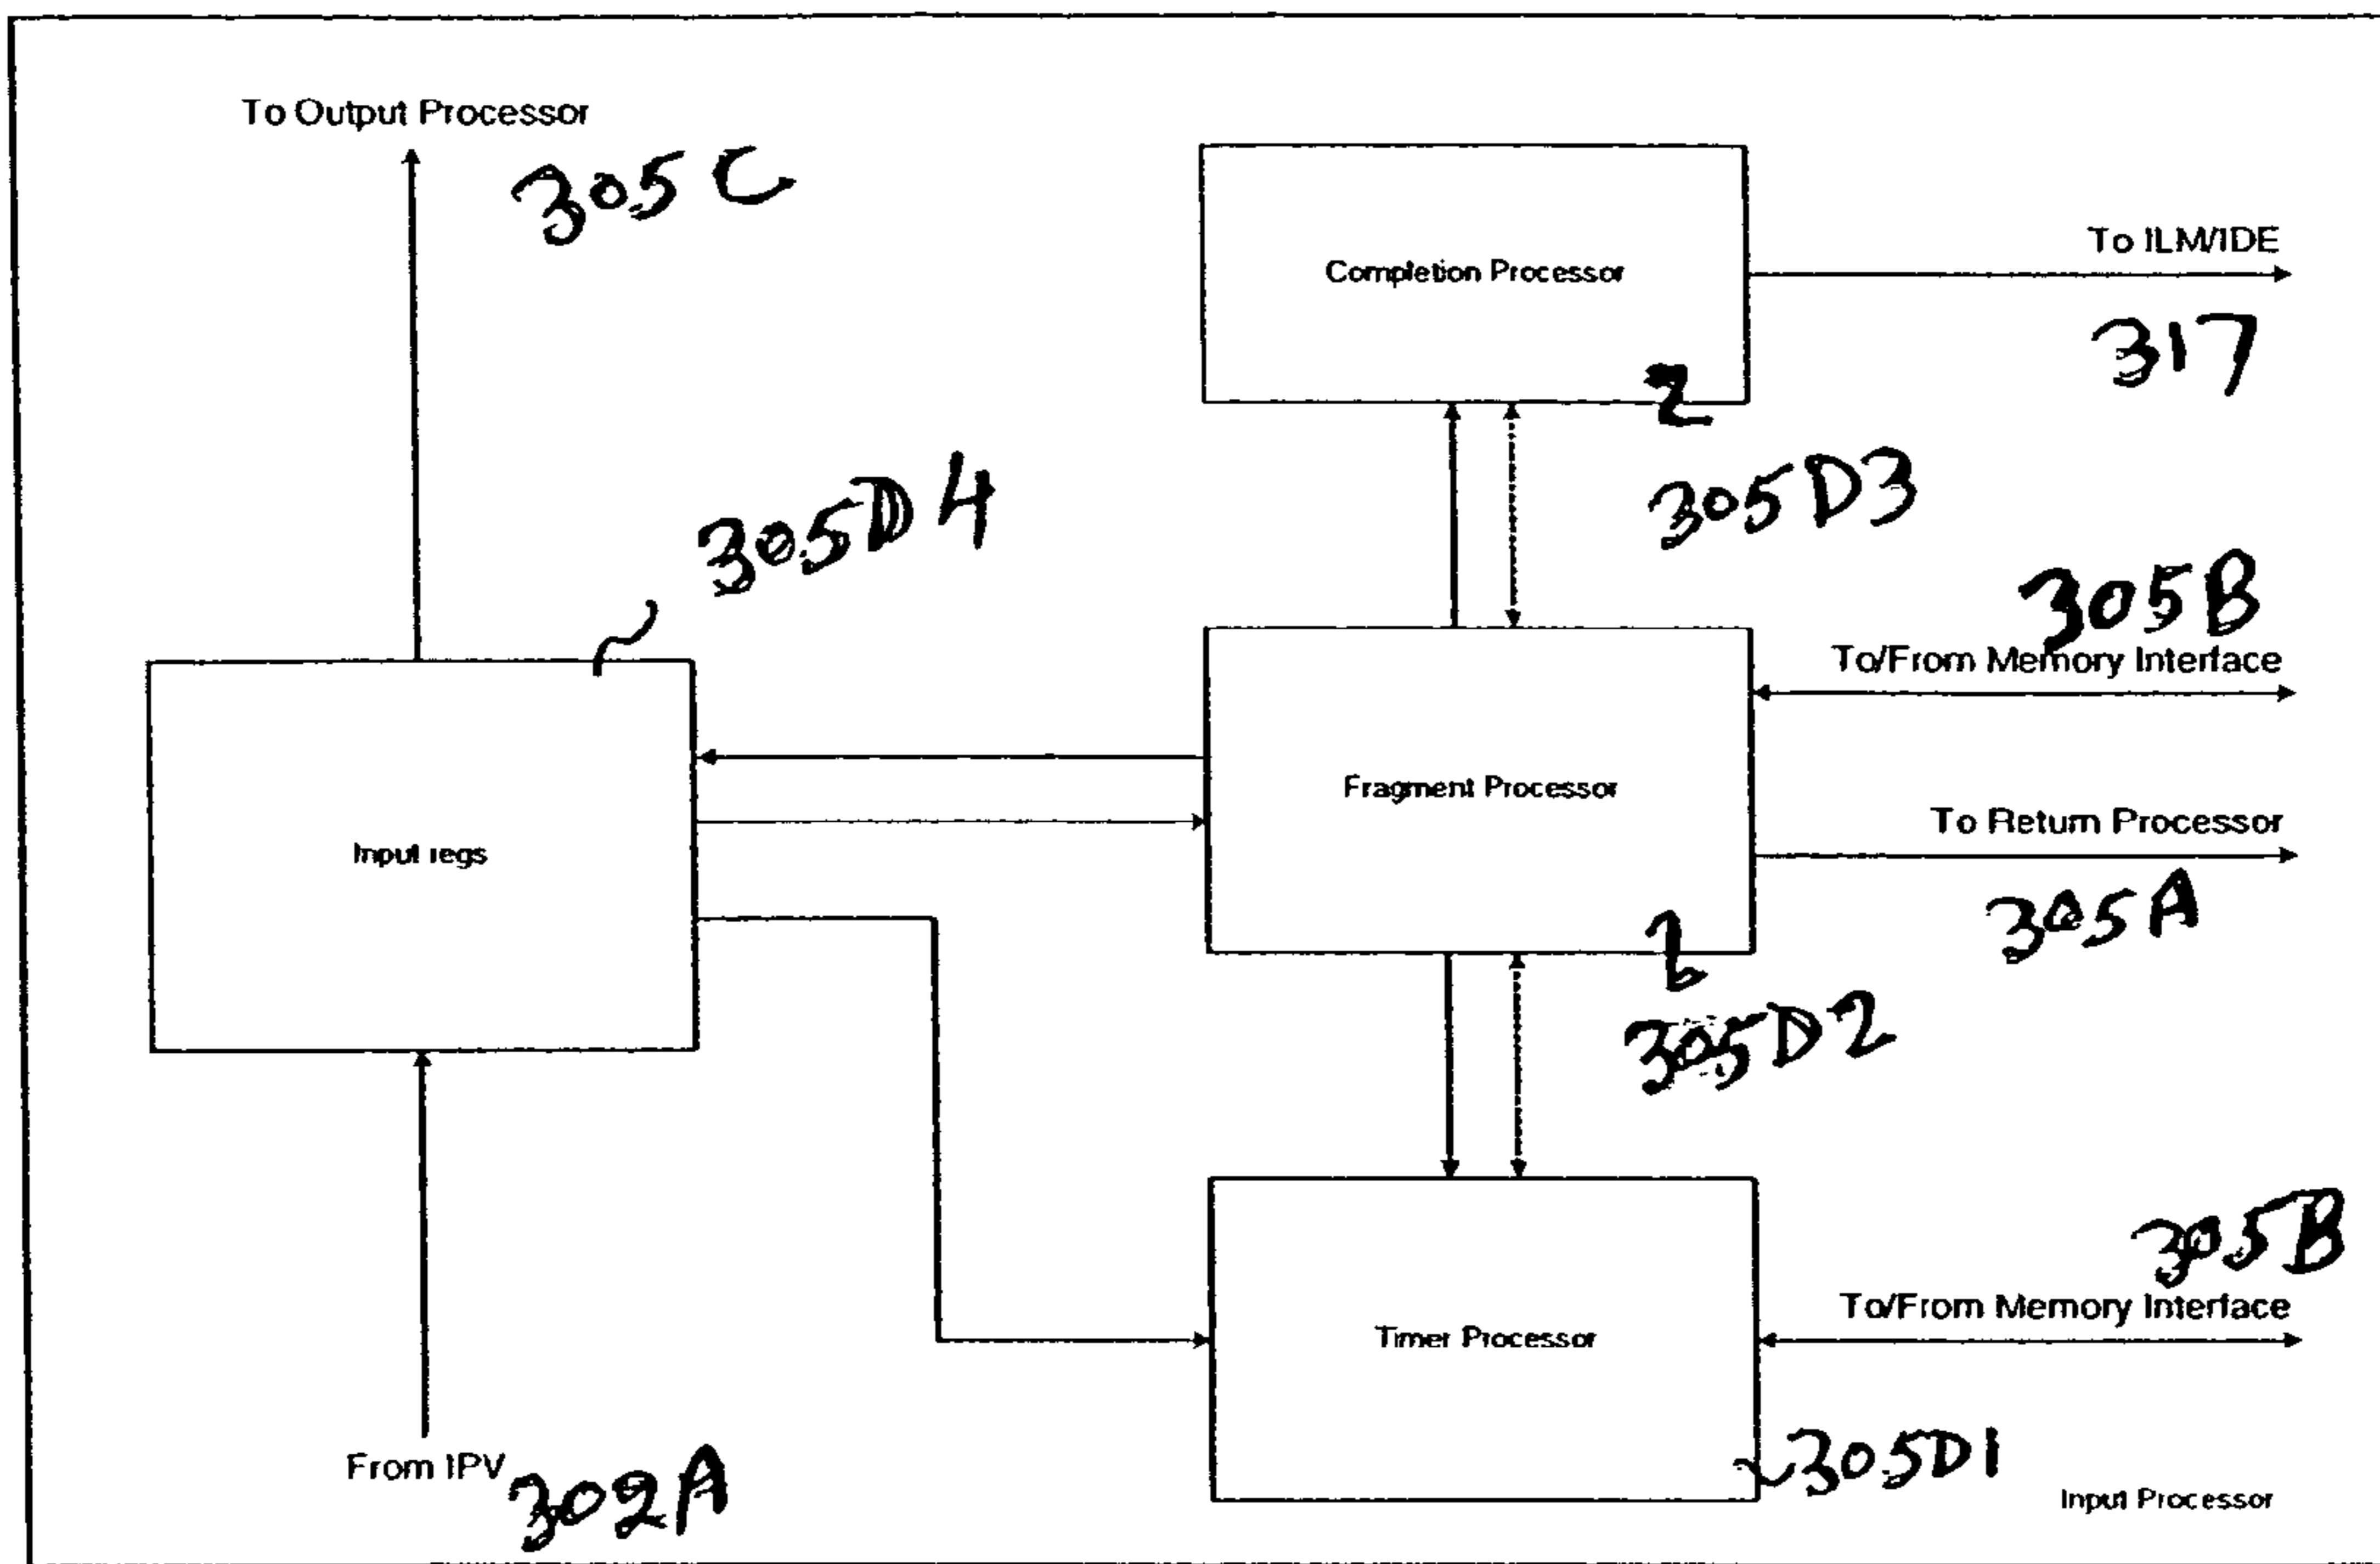 To Output Processor
305C
Completion Processor
To ILM/IDE
317
305D3
305D4
305B
To/From Memory Interface
Input regs
Fragment Processor
To Return Processor
305A
305D2
305B
To/From Memory Interface
Timer Processor
305D1
From IPV
302A
Input Processor